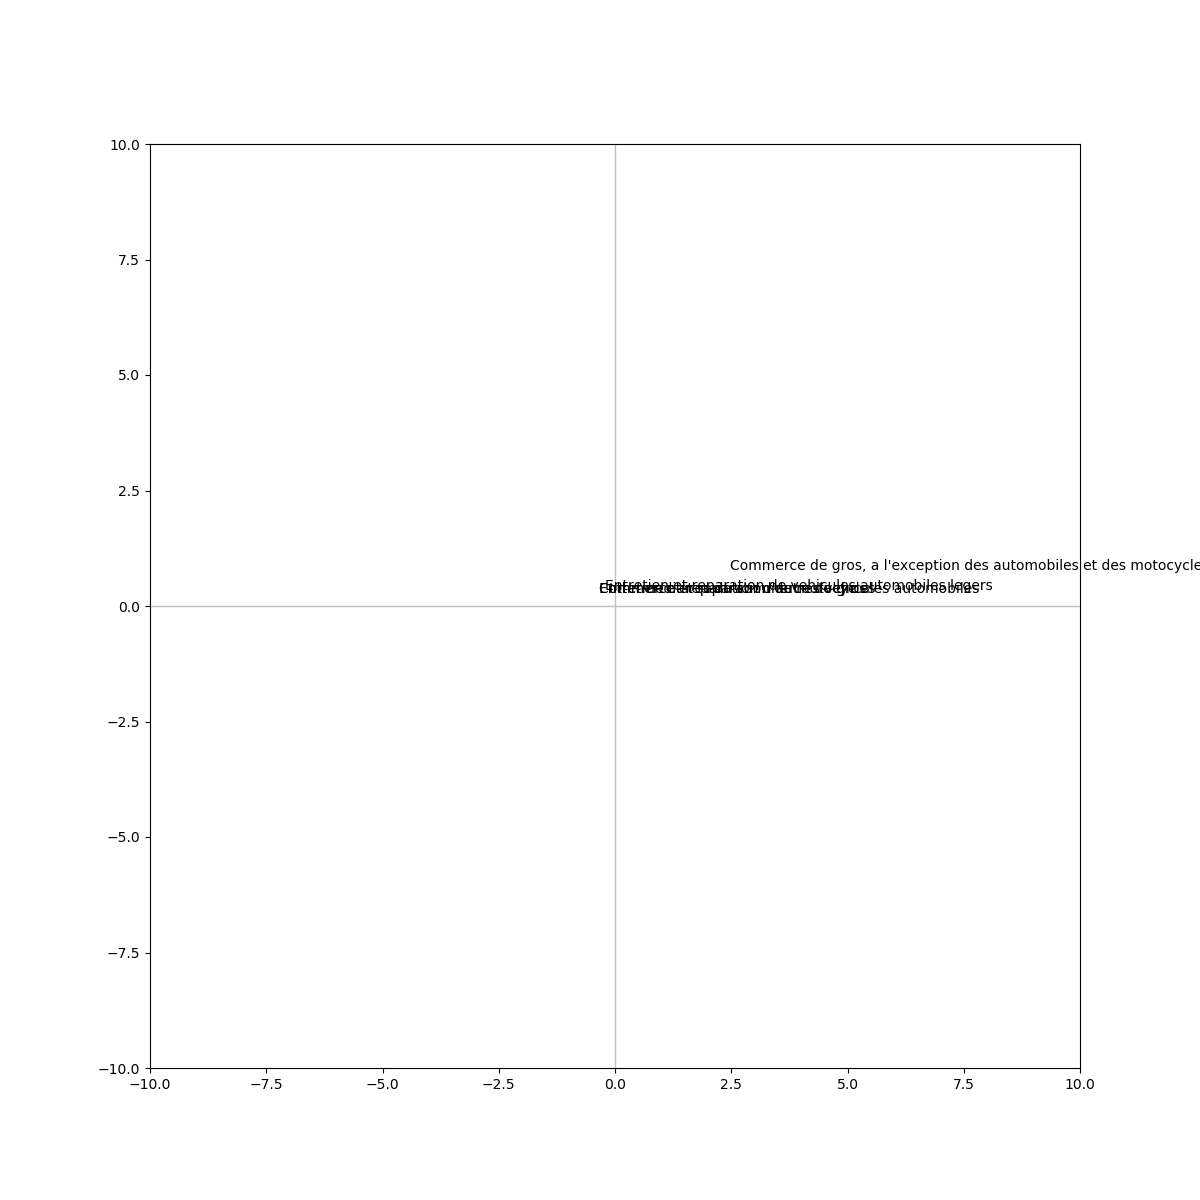 10.0
7.5
5.0
2.5
Commerce de gros, a l'exception des automobiles et des motocycle
Entretien et reparation de vehicules automobiles legers
automobiles
0.0
−2.5
−5.0
−7.5
−10.0
−10.0 −7.5 −5.0 −2.5 0.0 2.5 5.0 7.5 10.0